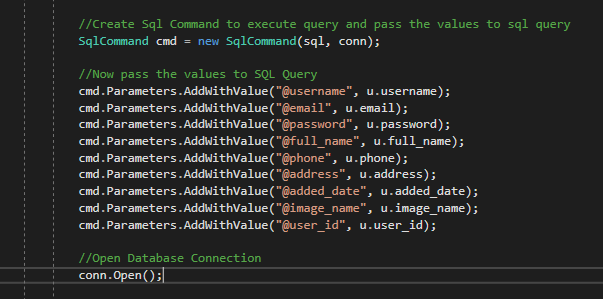 //Create Sql Command to execute query and pass the values to sql query
SqlCommand cmd = new SqlCommand(sql, conn);
//Now pass the values to SQL Query
cmd.Parameters.AddWithValue("@username", u.username);
cmd.Parameters.AddWithValue("@email", u.email);
cmd.Parameters.AddWithValue("@password", u.password);
cmd.Parameters.AddWithValue("@full_name", u.full_name);
cmd.Parameters.AddWithValue("@phone", u.phone);
cmd.Parameters.AddWithValue("@address", u.address);
cmd.Parameters.AddWithValue("@added_date", u.added_date);
cmd.Parameters.AddWithValue("@image_name", u.image_name);
cmd.Parameters.AddWithValue("@user_id", u.user_id);
//Open Database Connection
conn.Open();